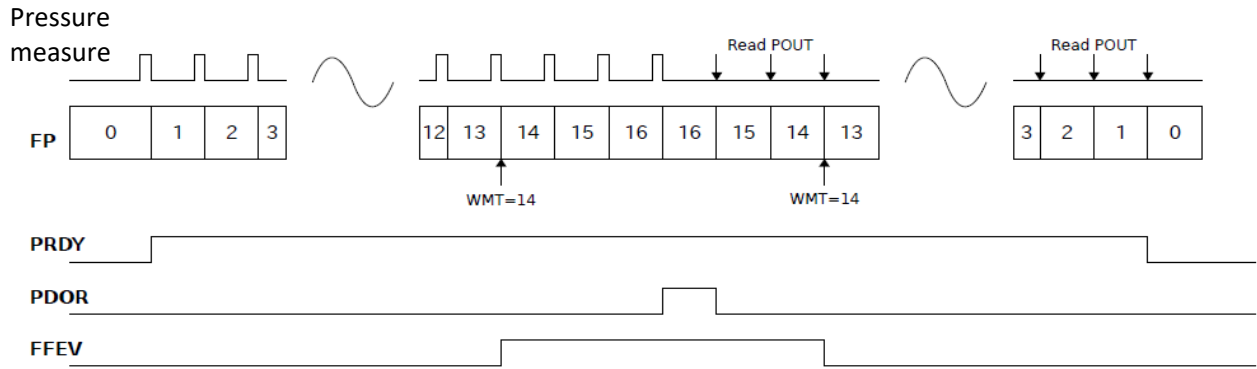 Pressure
measure
Read POUT
Read POUT
FP
0 1 2 3 12 13 14 15 16 16 15 14 13 3 2 1 0
WMT=14
WMT=14
PRDY
PDOR
FFEV